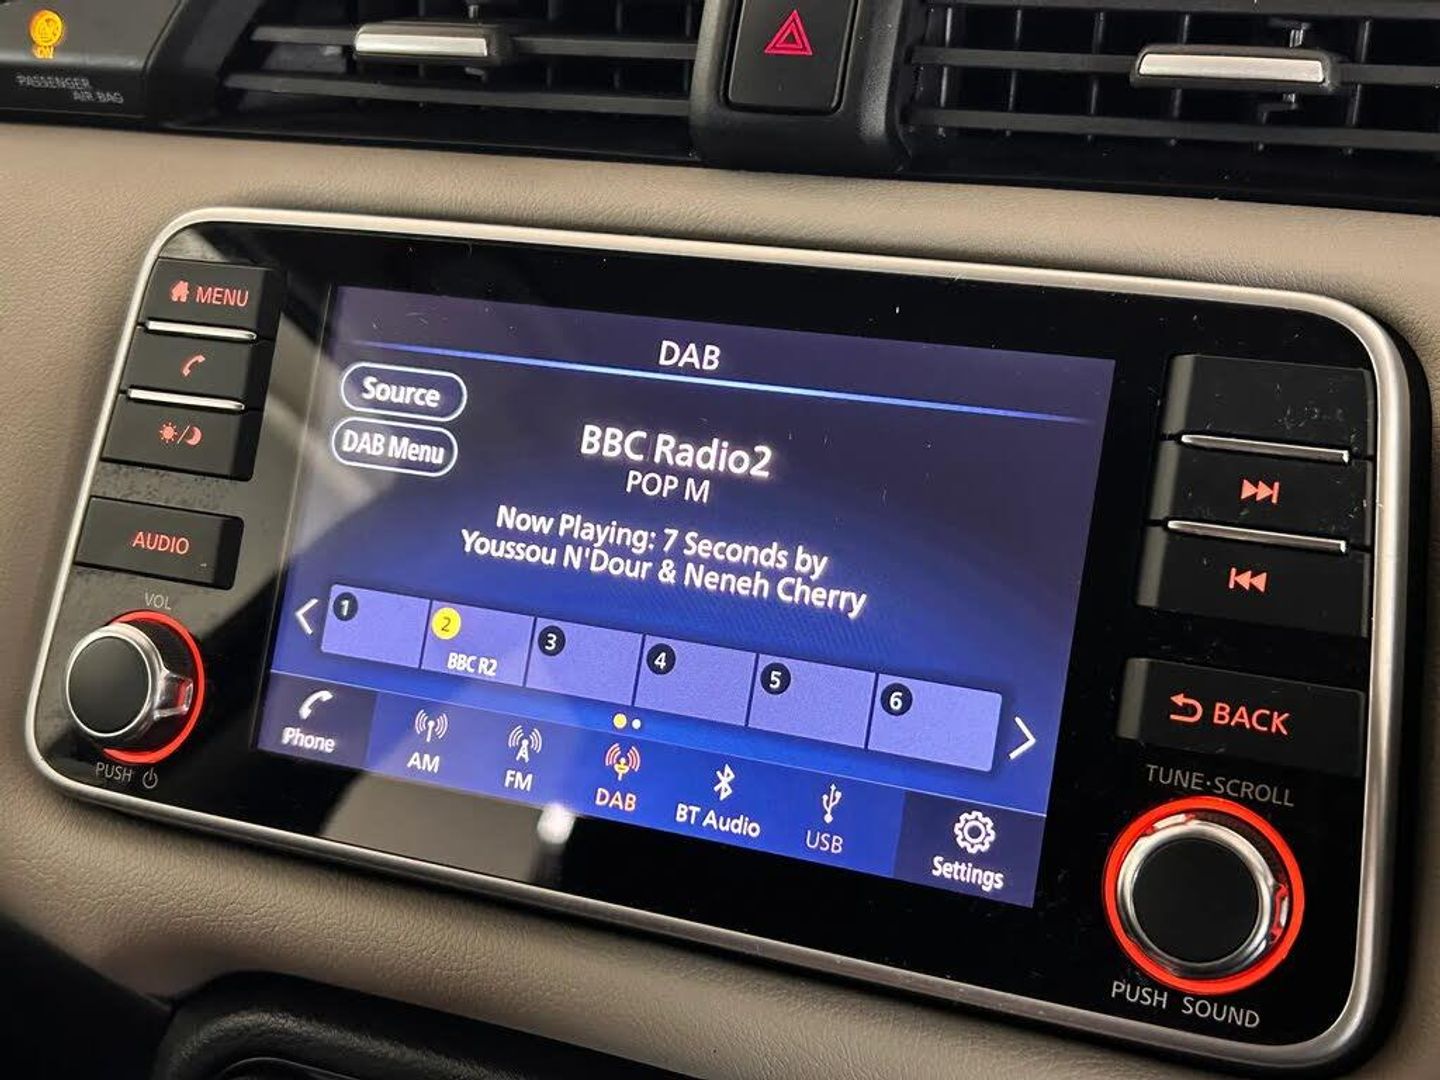 ON
PASSENGER
AIR BAG
MENU
AUDIO
VOL
PUSH
DAB
Source
DAB Menu
BBC Radio2
POP M
Now Playing: 7 Seconds by
Youssou N'Dour & Neneh Cherry
1 2 3 4 5 6
BBC R2
Phone
AM
FM
DAB
BT Audio
USB
Settings
BACK
TUNE·SCROLL
PUSH SOUND